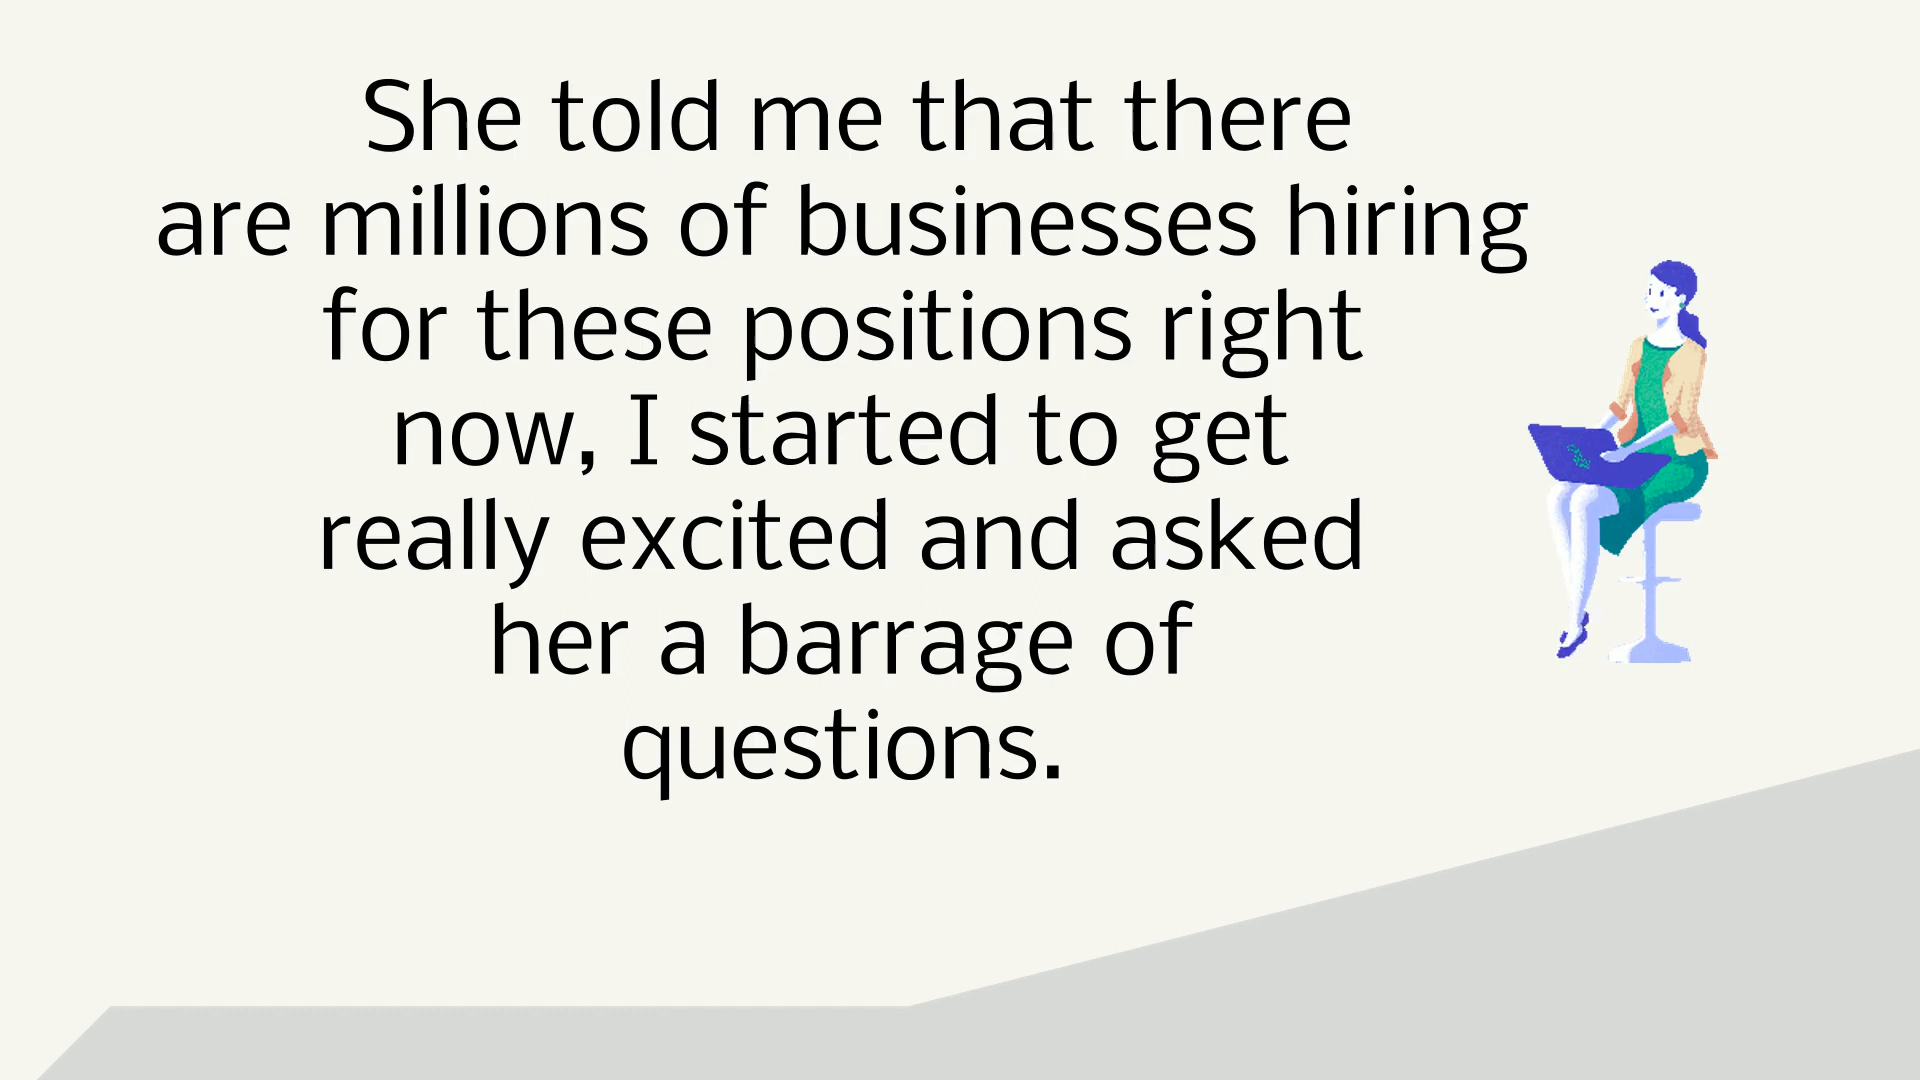 She told me that there
are millions of businesses hiring
for these positions right
now, I started to get
really excited and asked
her a barrage of
questions.